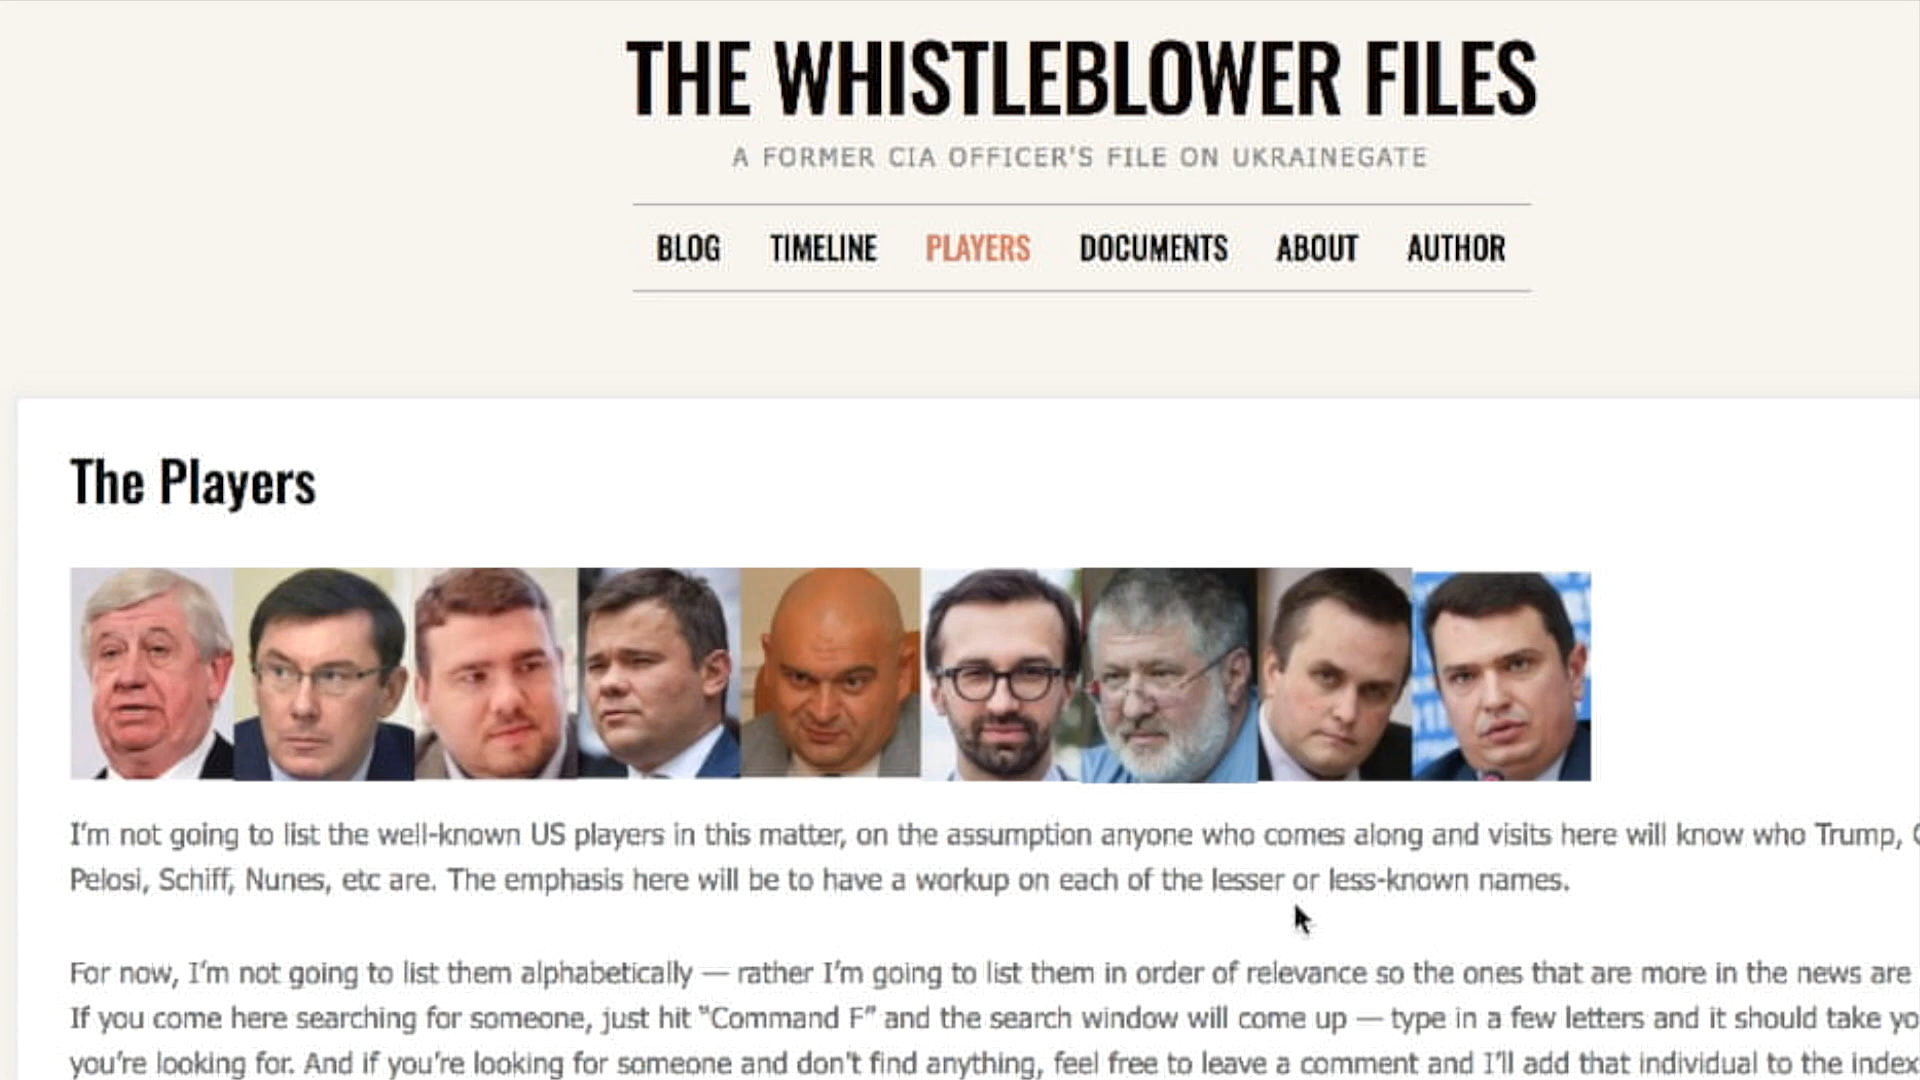 THE WHISTLEBLOWER FILES
A FORMER CIA OFFICER'S FILE ON UKRAINEGATE
BLOG TIMELINE PLAYERS DOCUMENTS ABOUT AUTHOR
The Players
I'm not going to list the well-known US players in this matter, on the assumption anyone who comes along and visits here will know who Trump,
Pelosi, Schiff, Nunes, etc are. The emphasis here will be to have a workup on each of the lesser or less-known names.
For now, I'm not going to list them alphabetically — rather I'm going to list them in order of relevance so the ones that are more in the news are
If you come here searching for someone, just hit "Command F" and the search window will come up — type in a few letters and it should take yo
you're looking for. And if you're looking for someone and don't find anything, feel free to leave a comment and I'll add that individual to the index